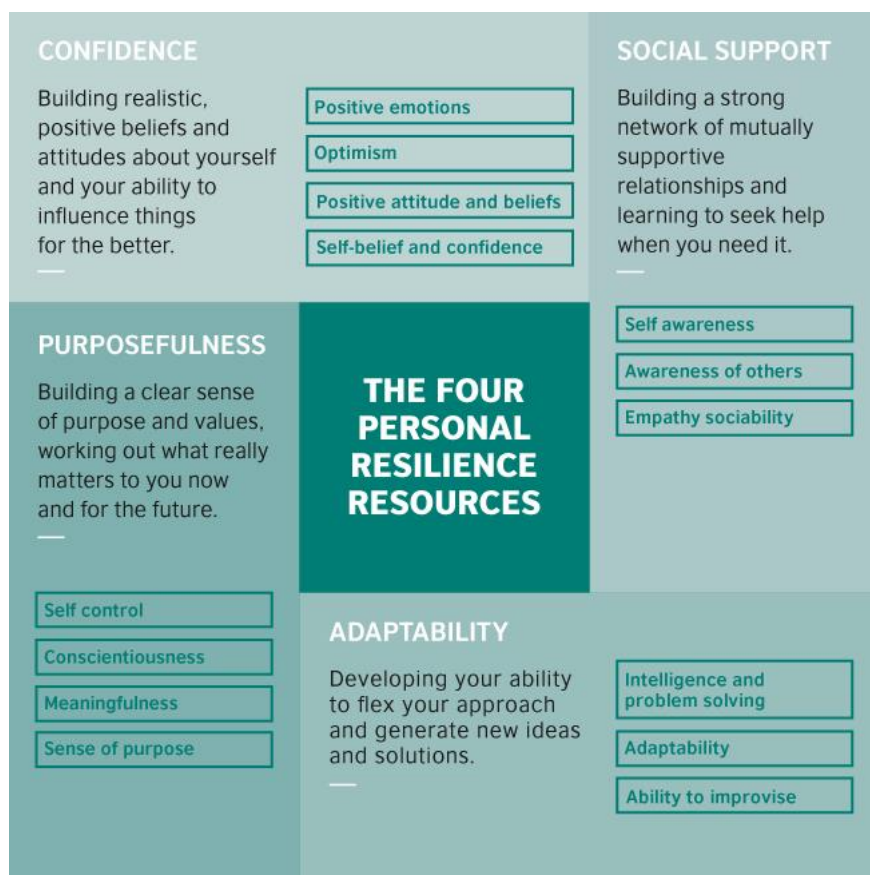 CONFIDENCE
Building realistic,
positive beliefs and
attitudes about yourself
and your ability to
influence things
for the better.
Positive emotions
Optimism
Positive attitude and beliefs
Self-belief and confidence
SOCIAL SUPPORT
Building a strong
network of mutually
supportive
relationships and
learning to seek help
when you need it.
Self awareness
Awareness of others
Empathy sociability
PURPOSEFULNESS
Building a clear sense
of purpose and values,
working out what really
matters to you now
and for the future.
Self control
Conscientiousness
Meaningfulness
Sense of purpose
THE FOUR
PERSONAL
RESILIENCE
RESOURCES
ADAPTABILITY
Developing your ability
to flex your approach
and generate new ideas
and solutions.
Intelligence and
problem solving
Adaptability
Ability to improvise